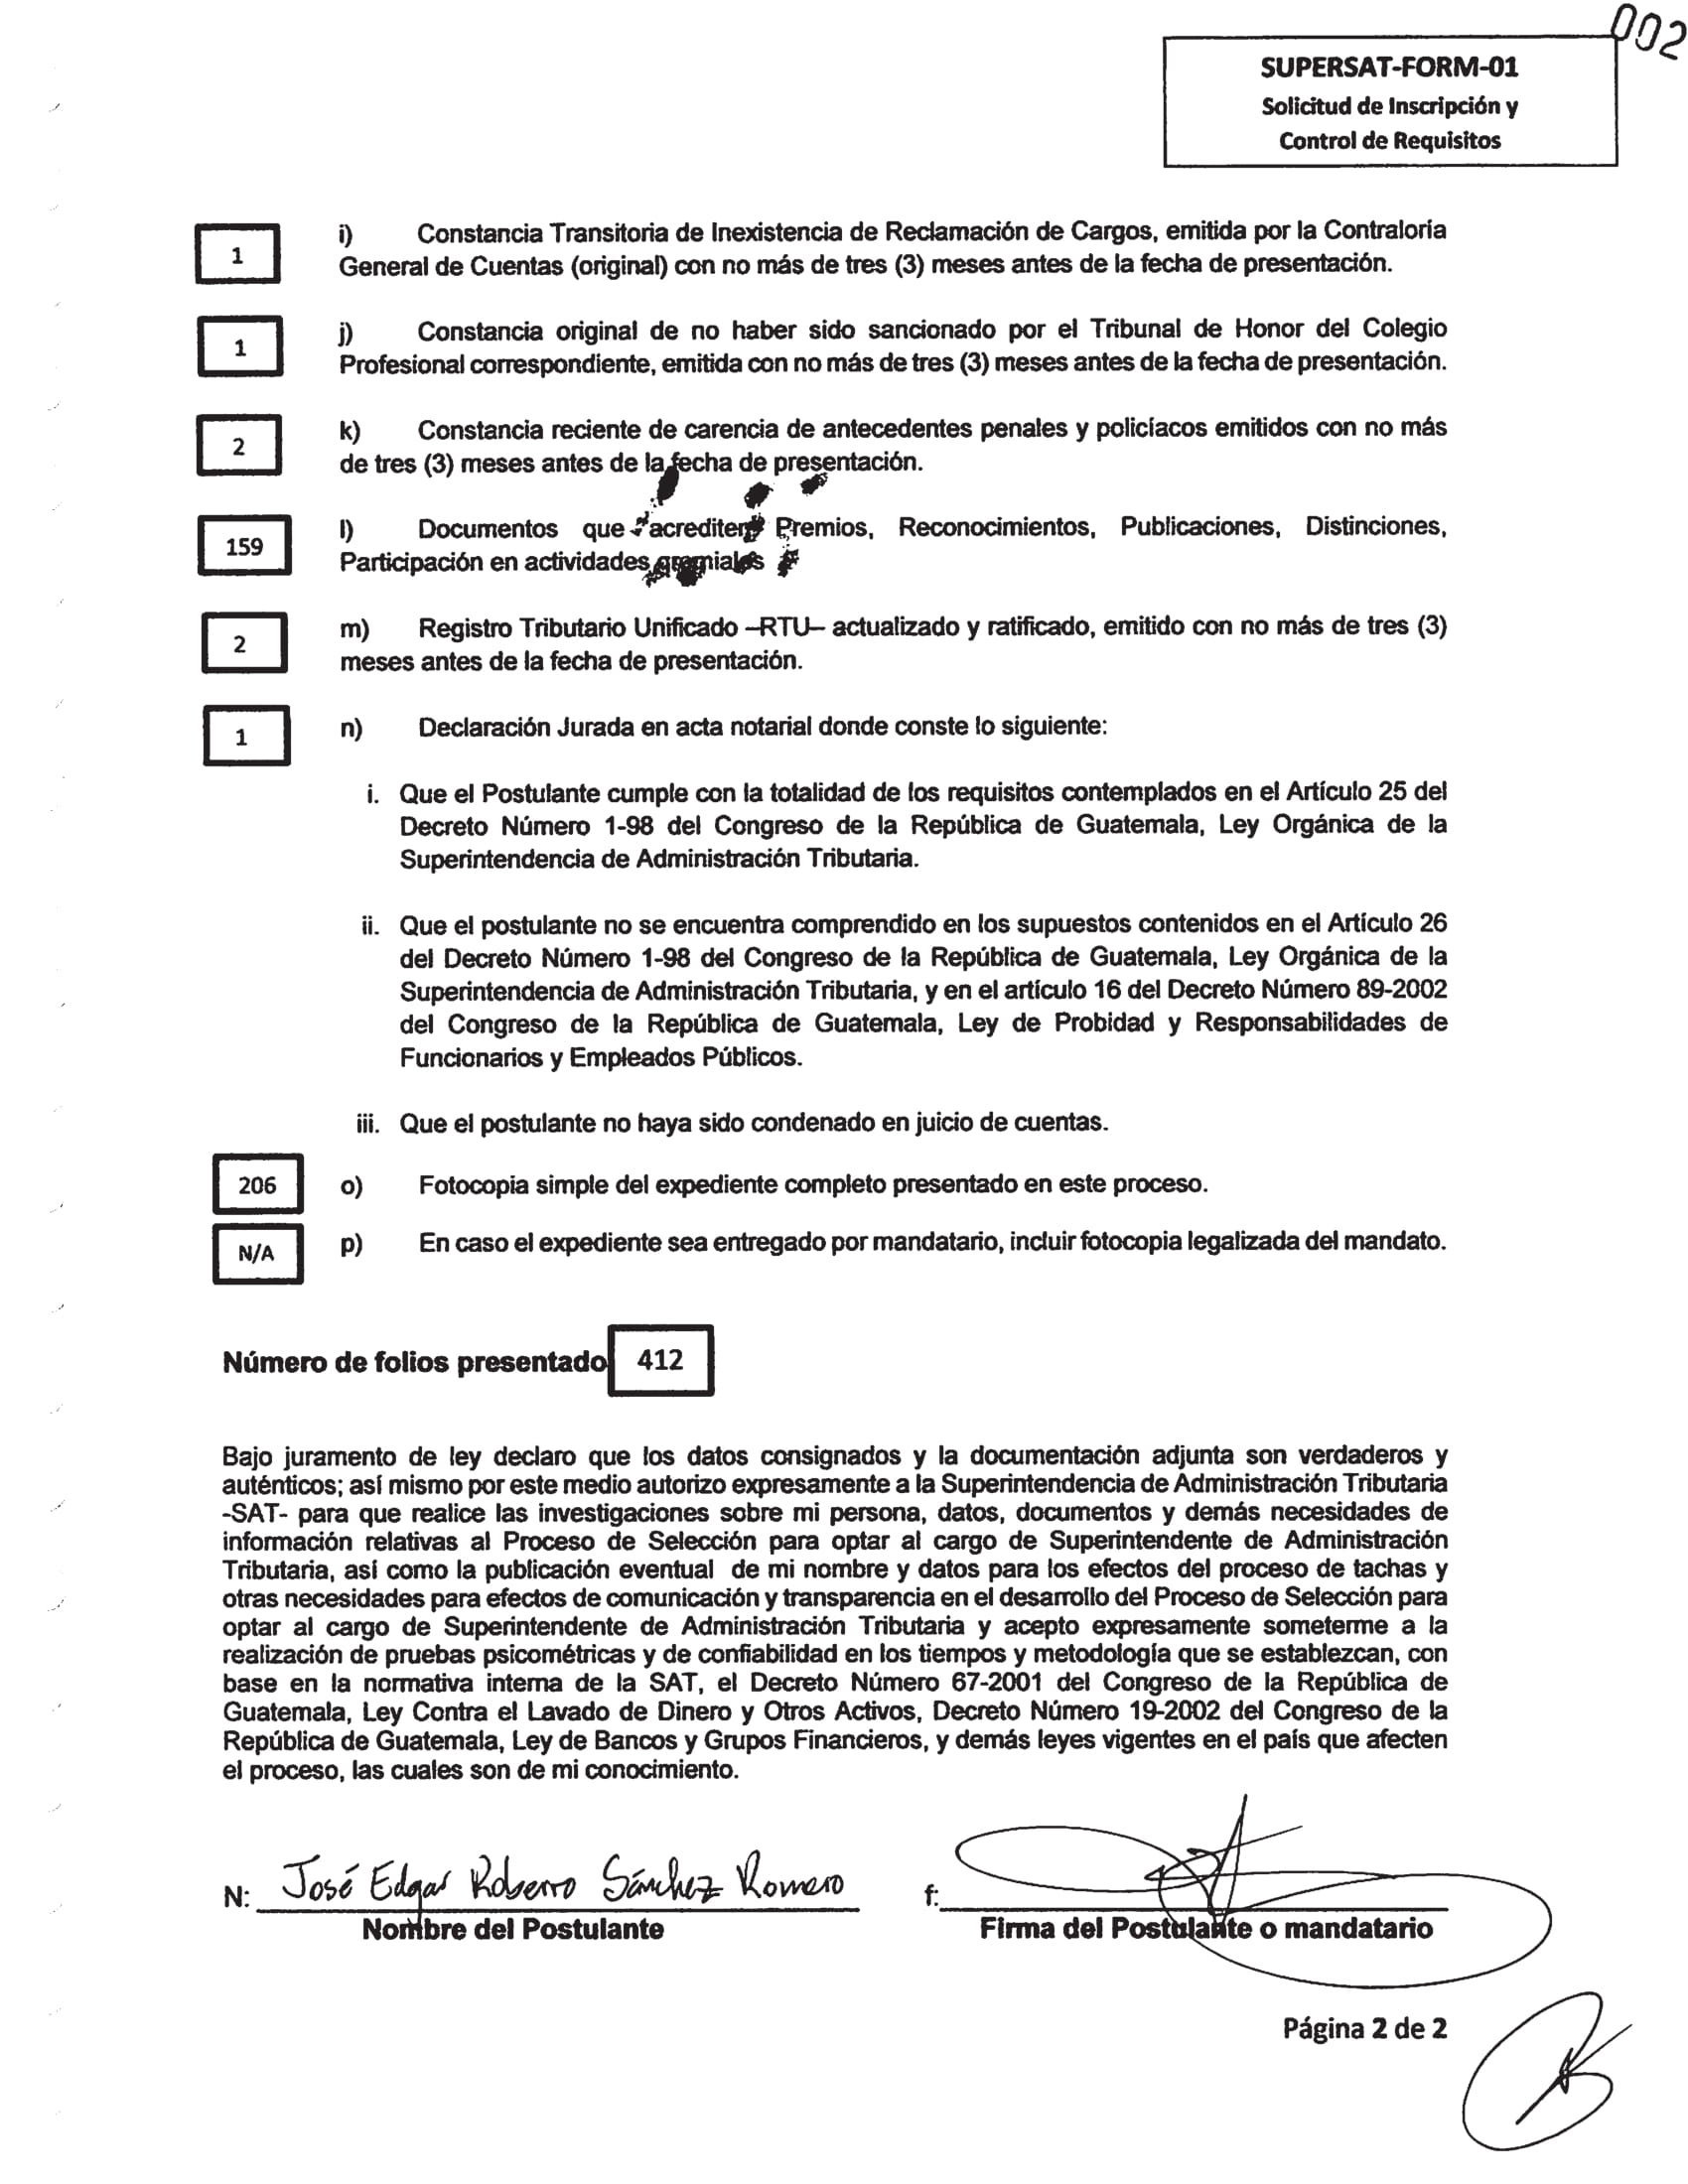 002
SUPERSAT-FORM-01
Solicitud de Inscripción y
Control de Requisitos
1
i) Constancia Transitoria de Inexistencia de Reclamación de Cargos, emitida por la Contraloría
General de Cuentas (original) con no más de tres (3) meses antes de la fecha de presentación.
1
j) Constancia original de no haber sido sancionado por el Tribunal de Honor del Colegio
Profesional correspondiente, emitida con no más de tres (3) meses antes de la fecha de presentación.
2
k) Constancia reciente de carencia de antecedentes penales y policíacos emitidos con no más
de tres (3) meses antes de la fecha de presentación.
159
l) Documentos que acrediten Premios, Reconocimientos, Publicaciones, Distinciones,
Participación en actividades gremiales
2
m) Registro Tributario Unificado –RTU– actualizado y ratificado, emitido con no más de tres (3)
meses antes de la fecha de presentación.
1
n) Declaración Jurada en acta notarial donde conste lo siguiente:
i. Que el Postulante cumple con la totalidad de los requisitos contemplados en el Artículo 25 del
Decreto Número 1-98 del Congreso de la República de Guatemala, Ley Orgánica de la
Superintendencia de Administración Tributaria.
ii. Que el postulante no se encuentra comprendido en los supuestos contenidos en el Artículo 26
del Decreto Número 1-98 del Congreso de la República de Guatemala, Ley Orgánica de la
Superintendencia de Administración Tributaria, y en el artículo 16 del Decreto Número 89-2002
del Congreso de la República de Guatemala, Ley de Probidad y Responsabilidades de
Funcionarios y Empleados Públicos.
iii. Que el postulante no haya sido condenado en juicio de cuentas.
206
o) Fotocopia simple del expediente completo presentado en este proceso.
N/A
p) En caso el expediente sea entregado por mandatario, incluir fotocopia legalizada del mandato.
Número de folios presentado 412
Bajo juramento de ley declaro que los datos consignados y la documentación adjunta son verdaderos y
auténticos; así mismo por este medio autorizo expresamente a la Superintendencia de Administración Tributaria
-SAT- para que realice las investigaciones sobre mi persona, datos, documentos y demás necesidades de
información relativas al Proceso de Selección para optar al cargo de Superintendente de Administración
Tributaria, así como la publicación eventual de mi nombre y datos para los efectos del proceso de tachas y
otras necesidades para efectos de comunicación y transparencia en el desarrollo del Proceso de Selección para
optar al cargo de Superintendente de Administración Tributaria y acepto expresamente someterme a la
realización de pruebas psicométricas y de confiabilidad en los tiempos y metodología que se establezcan, con
base en la normativa interna de la SAT, el Decreto Número 67-2001 del Congreso de la República de
Guatemala, Ley Contra el Lavado de Dinero y Otros Activos, Decreto Número 19-2002 del Congreso de la
República de Guatemala, Ley de Bancos y Grupos Financieros, y demás leyes vigentes en el país que afecten
el proceso, las cuales son de mi conocimiento.
N: José Edgar Roberto Sánchez Romero f:
Nombre del Postulante Firma del Postulante o mandatario
Página 2 de 2